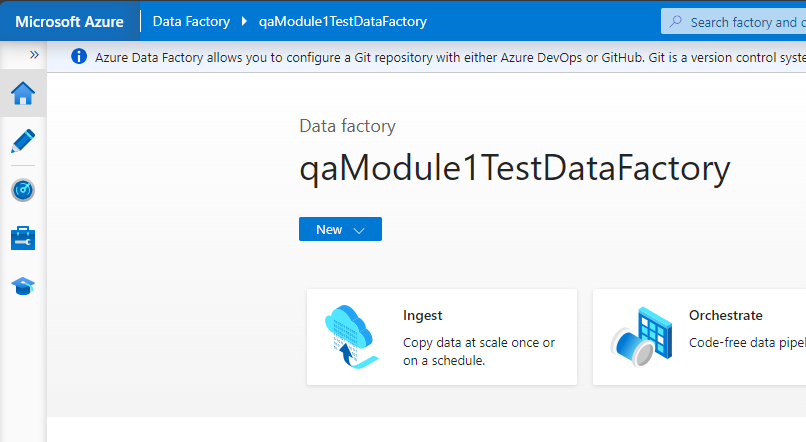 Microsoft Azure
Data Factory
qaModule1TestDataFactory
Search factory and
»
Azure Data Factory allows you to configure a Git repository with either Azure DevOps or GitHub. Git is a version control
Data factory
qaModule1TestDataFactory
New
Ingest
Copy data at scale once or
on a schedule.
Orchestrate
Code-free data